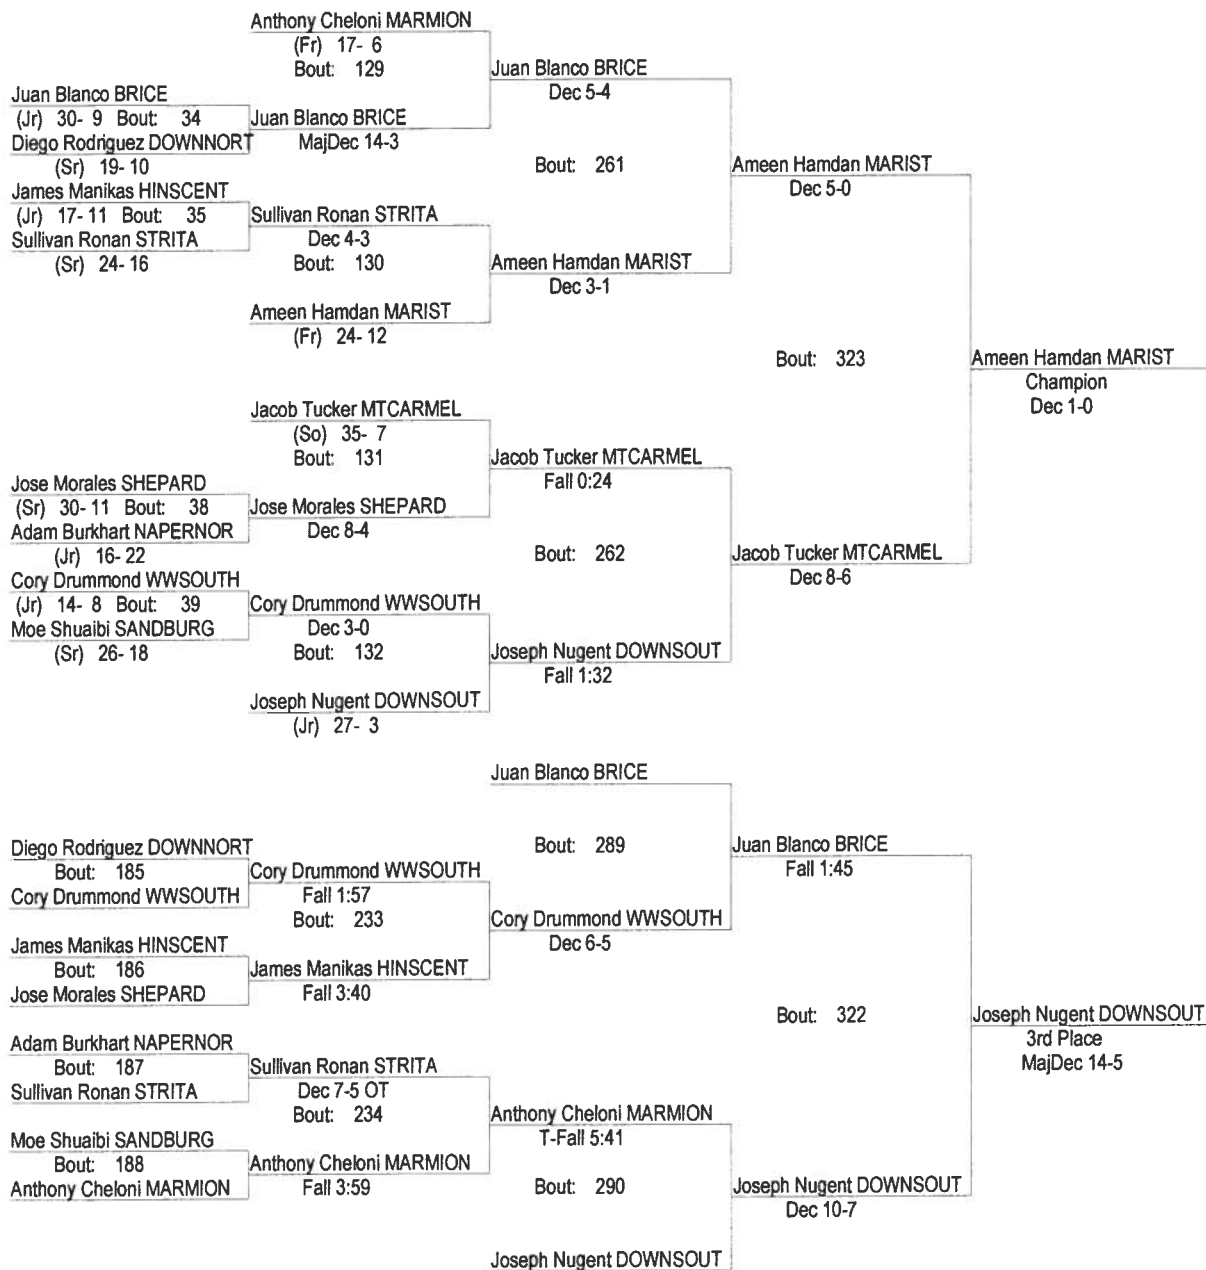 Anthony Cheloni MARMION
(Fr) 17- 6
Bout: 129
Juan Blanco BRICE
Dec 5-4
Juan Blanco BRICE
(Jr) 30- 9 Bout: 34
Juan Blanco BRICE
MajDec 14-3
Diego Rodriguez DOWNNORT
(Sr) 19- 10
Bout: 261
Ameen Hamdan MARIST
Dec 5-0
James Manikas HINSCENT
(Jr) 17- 11 Bout: 35
Sullivan Ronan STRITA
Dec 4-3
Sullivan Ronan STRITA
(Sr) 24- 16
Bout: 130
Ameen Hamdan MARIST
Dec 3-1
Ameen Hamdan MARIST
(Fr) 24- 12
Bout: 323
Ameen Hamdan MARIST
Champion
Dec 1-0
Jacob Tucker MTCARMEL
(So) 35- 7
Bout: 131
Jacob Tucker MTCARMEL
Fall 0:24
Jose Morales SHEPARD
(Sr) 30- 11 Bout: 38
Jose Morales SHEPARD
Dec 8-4
Adam Burkhart NAPERNOR
(Jr) 16- 22
Bout: 262
Jacob Tucker MTCARMEL
Dec 8-6
Cory Drummond WWSOUTH
(Jr) 14- 8 Bout: 39
Cory Drummond WWSOUTH
Dec 3-0
Moe Shuaibi SANDBURG
(Sr) 26- 18
Bout: 132
Joseph Nugent DOWNSOUT
Fall 1:32
Joseph Nugent DOWNSOUT
(Jr) 27- 3
Juan Blanco BRICE
Bout: 289
Juan Blanco BRICE
Fall 1:45
Diego Rodriguez DOWNNORT
Bout: 185
Cory Drummond WWSOUTH
Cory Drummond WWSOUTH
Fall 1:57
Bout: 233
Cory Drummond WWSOUTH
Dec 6-5
James Manikas HINSCENT
Bout: 186
Jose Morales SHEPARD
James Manikas HINSCENT
Fall 3:40
Bout: 322
Joseph Nugent DOWNSOUT
3rd Place
MajDec 14-5
Adam Burkhart NAPERNOR
Bout: 187
Sullivan Ronan STRITA
Sullivan Ronan STRITA
Dec 7-5 OT
Bout: 234
Anthony Cheloni MARMION
T-Fall 5:41
Moe Shuaibi SANDBURG
Bout: 188
Anthony Cheloni MARMION
Anthony Cheloni MARMION
Fall 3:59
Bout: 290
Joseph Nugent DOWNSOUT
Dec 10-7
Joseph Nugent DOWNSOUT